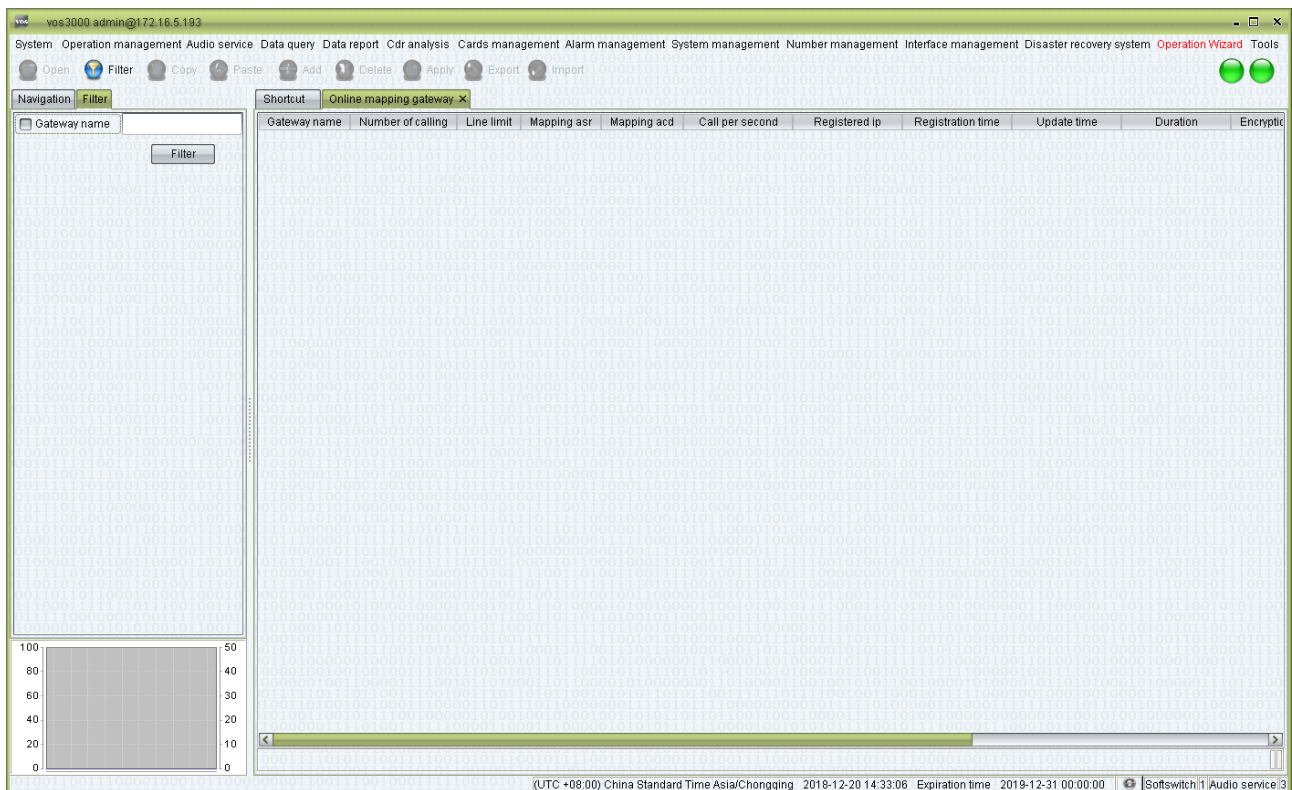 vos vos3000 admin@172.16.5.193
System Operation management Audio service Data query Data report Cdr analysis Cards management Alarm management System management Number management Interface management Disaster recovery system Operation Wizard Tools
Open Filter Copy Paste Add Delete Apply Export Import
Navigation Filter
Shortcut Online mapping gateway
Gateway name
Filter
Gateway name Number of calling Line limit Mapping asr Mapping acd Call per second Registered ip Registration time Update time Duration Encryptic
100 50
80 40
60 30
40 20
20 10
0 0
(UTC +08:00) China Standard Time Asia/Chongqing 2018-12-20 14:33:06 Expiration time 2019-12-31 00:00:00 Softswitch 1 Audio service 3